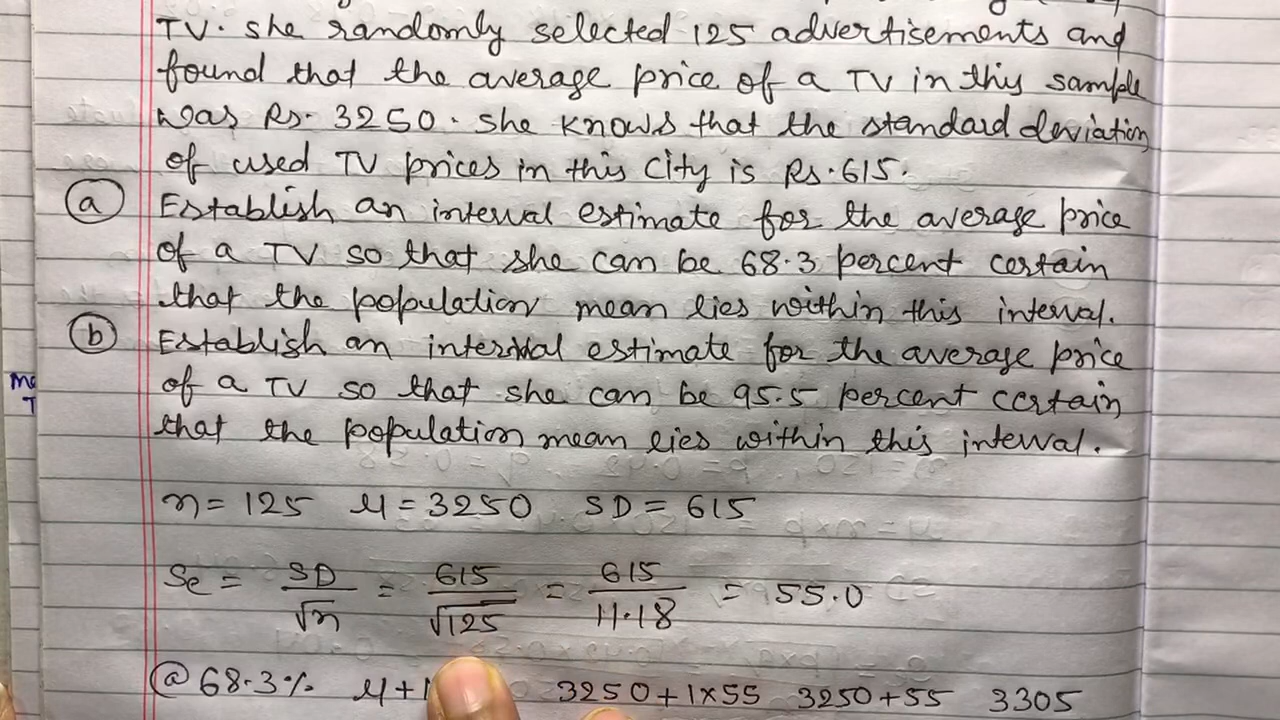 TV. she randomly selected 125 advertisements and
found that the average price of a TV in this sample
was Rs. 3250. she knows that the standard deviation
of used TV prices in this city is Rs.615.
(a) Establish an interval estimate for the average price
of a TV so that she can be 68.3 percent certain
that the population mean lies within this interval.
(b) Establish an interval estimate for the average price
of a TV so that she can be 95.5 percent certain
that the population mean lies within this interval.
n = 125 μ = 3250 SD = 615
Se = SD/√n = 615/√125 = 615/11.18 = 55.0
(a) 68.3% μ+1 3250+1×55 3250+55 3305